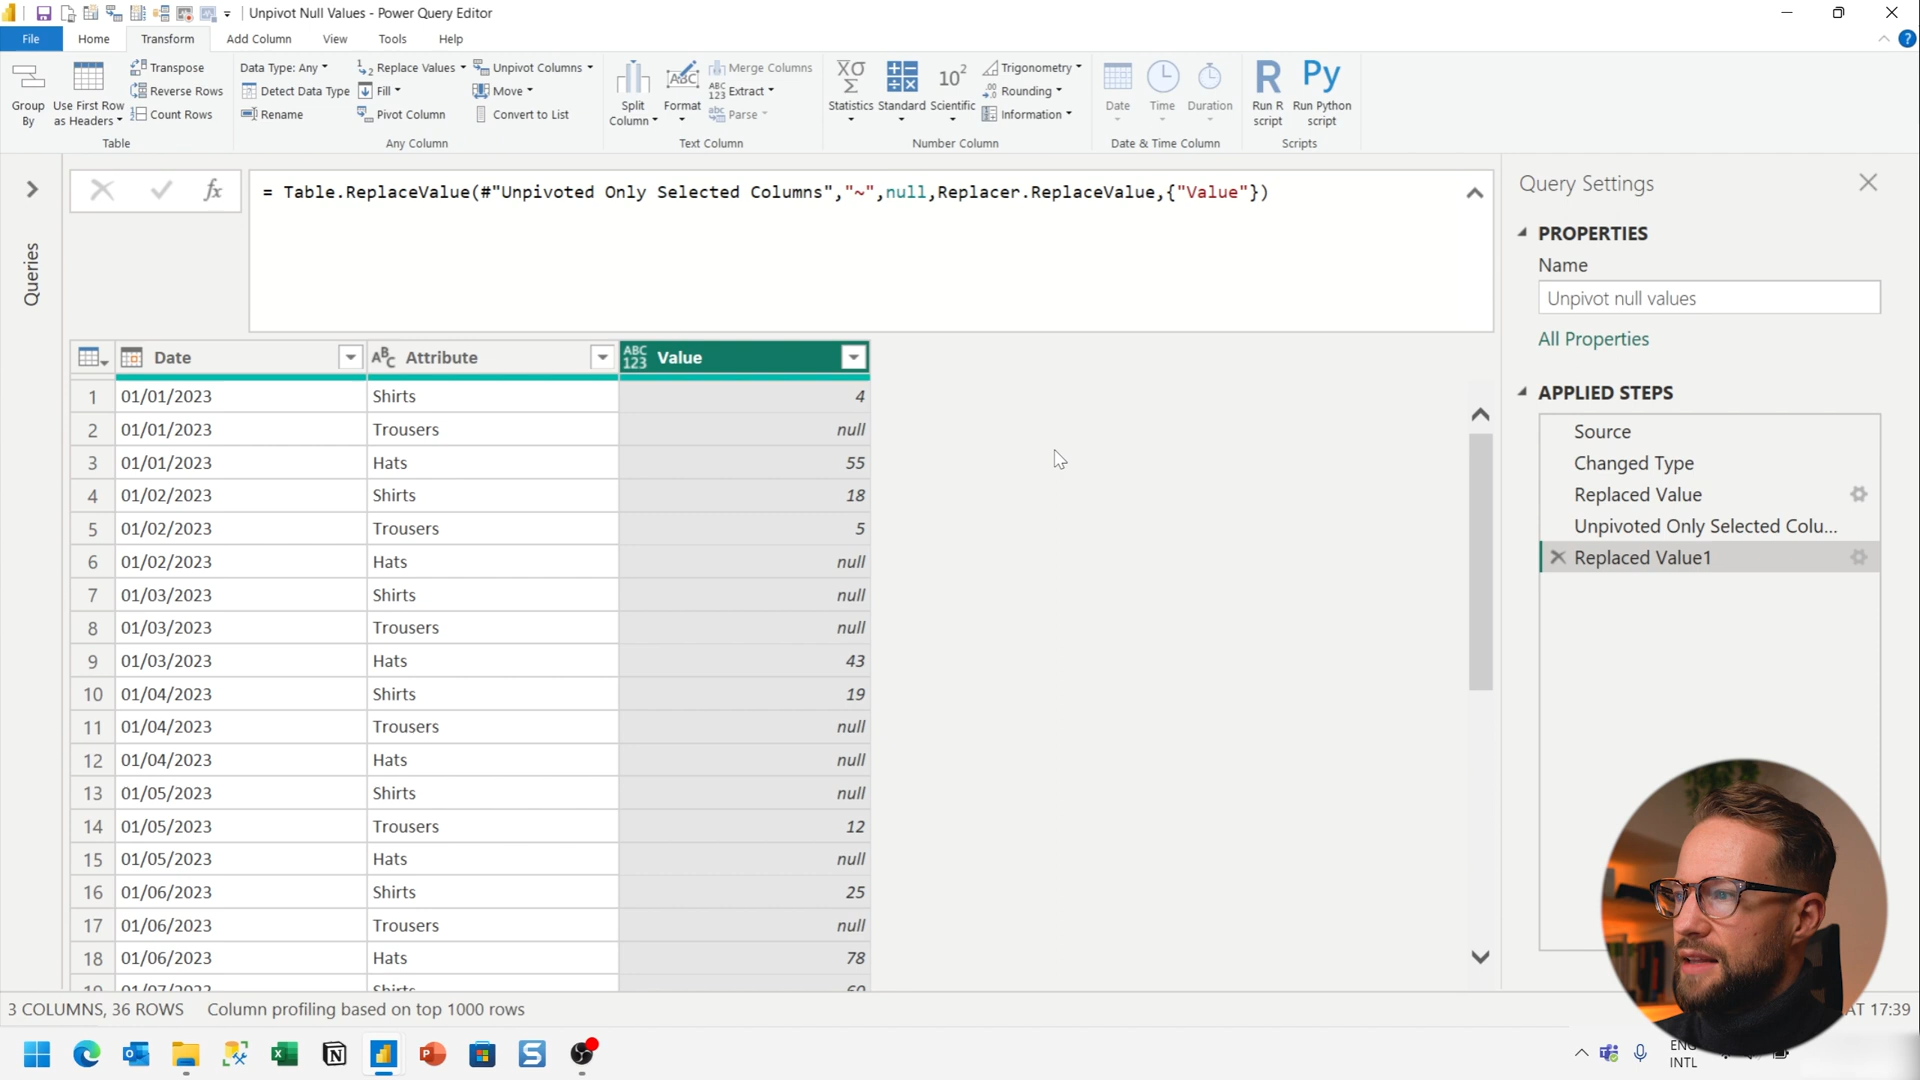 Unpivot Null Values - Power Query Editor
File Home Transform Add Column View Tools Help
Group By
Use First Row as Headers
Transpose
Reverse Rows
Count Rows
Table
Data Type: Any
Detect Data Type
Rename
Replace Values
Fill
Pivot Column
Unpivot Columns
Move
Convert to List
Any Column
Split Column
Format
Merge Columns
Extract
Parse
Text Column
Statistics
Standard
Scientific
Trigonometry
Rounding
Information
Number Column
Date
Time
Duration
Date & Time Column
Run R script
Run Python script
Scripts
Queries
= Table.ReplaceValue(#"Unpivoted Only Selected Columns","~",null,Replacer.ReplaceValue,{"Value"})
Date Attribute Value
1 01/01/2023 Shirts 4
2 01/01/2023 Trousers null
3 01/01/2023 Hats 55
4 01/02/2023 Shirts 18
5 01/02/2023 Trousers 5
6 01/02/2023 Hats null
7 01/03/2023 Shirts null
8 01/03/2023 Trousers null
9 01/03/2023 Hats 43
10 01/04/2023 Shirts 19
11 01/04/2023 Trousers null
12 01/04/2023 Hats null
13 01/05/2023 Shirts null
14 01/05/2023 Trousers 12
15 01/05/2023 Hats null
16 01/06/2023 Shirts 25
17 01/06/2023 Trousers null
18 01/06/2023 Hats 78
19 01/07/2023 Shirts 60
Query Settings
PROPERTIES
Name
Unpivot null values
All Properties
APPLIED STEPS
Source
Changed Type
Replaced Value
Unpivoted Only Selected Colu...
Replaced Value1
3 COLUMNS, 36 ROWS Column profiling based on top 1000 rows
AT 17:39
ENG
INTL